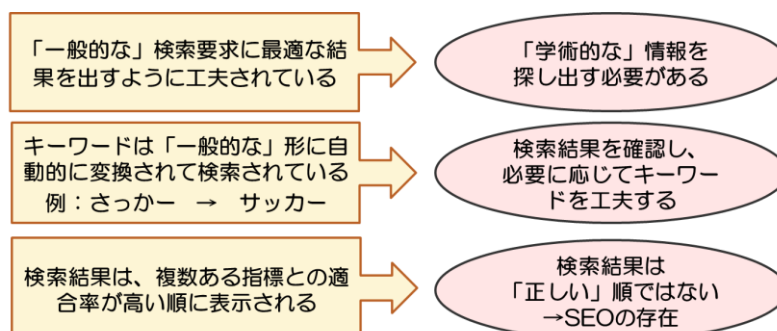 「一般的な」検索要求に最適な結
果を出すように工夫されている
「学術的な」情報を
探し出す必要がある
キーワードは「一般的な」形に自
動的に変換されて検索されている
例：さっかー　→　サッカー
検索結果を確認し、
必要に応じてキーワー
ドを工夫する
検索結果は、複数ある指標との適
合率が高い順に表示される
検索結果は
「正しい」順ではない
→SEOの存在